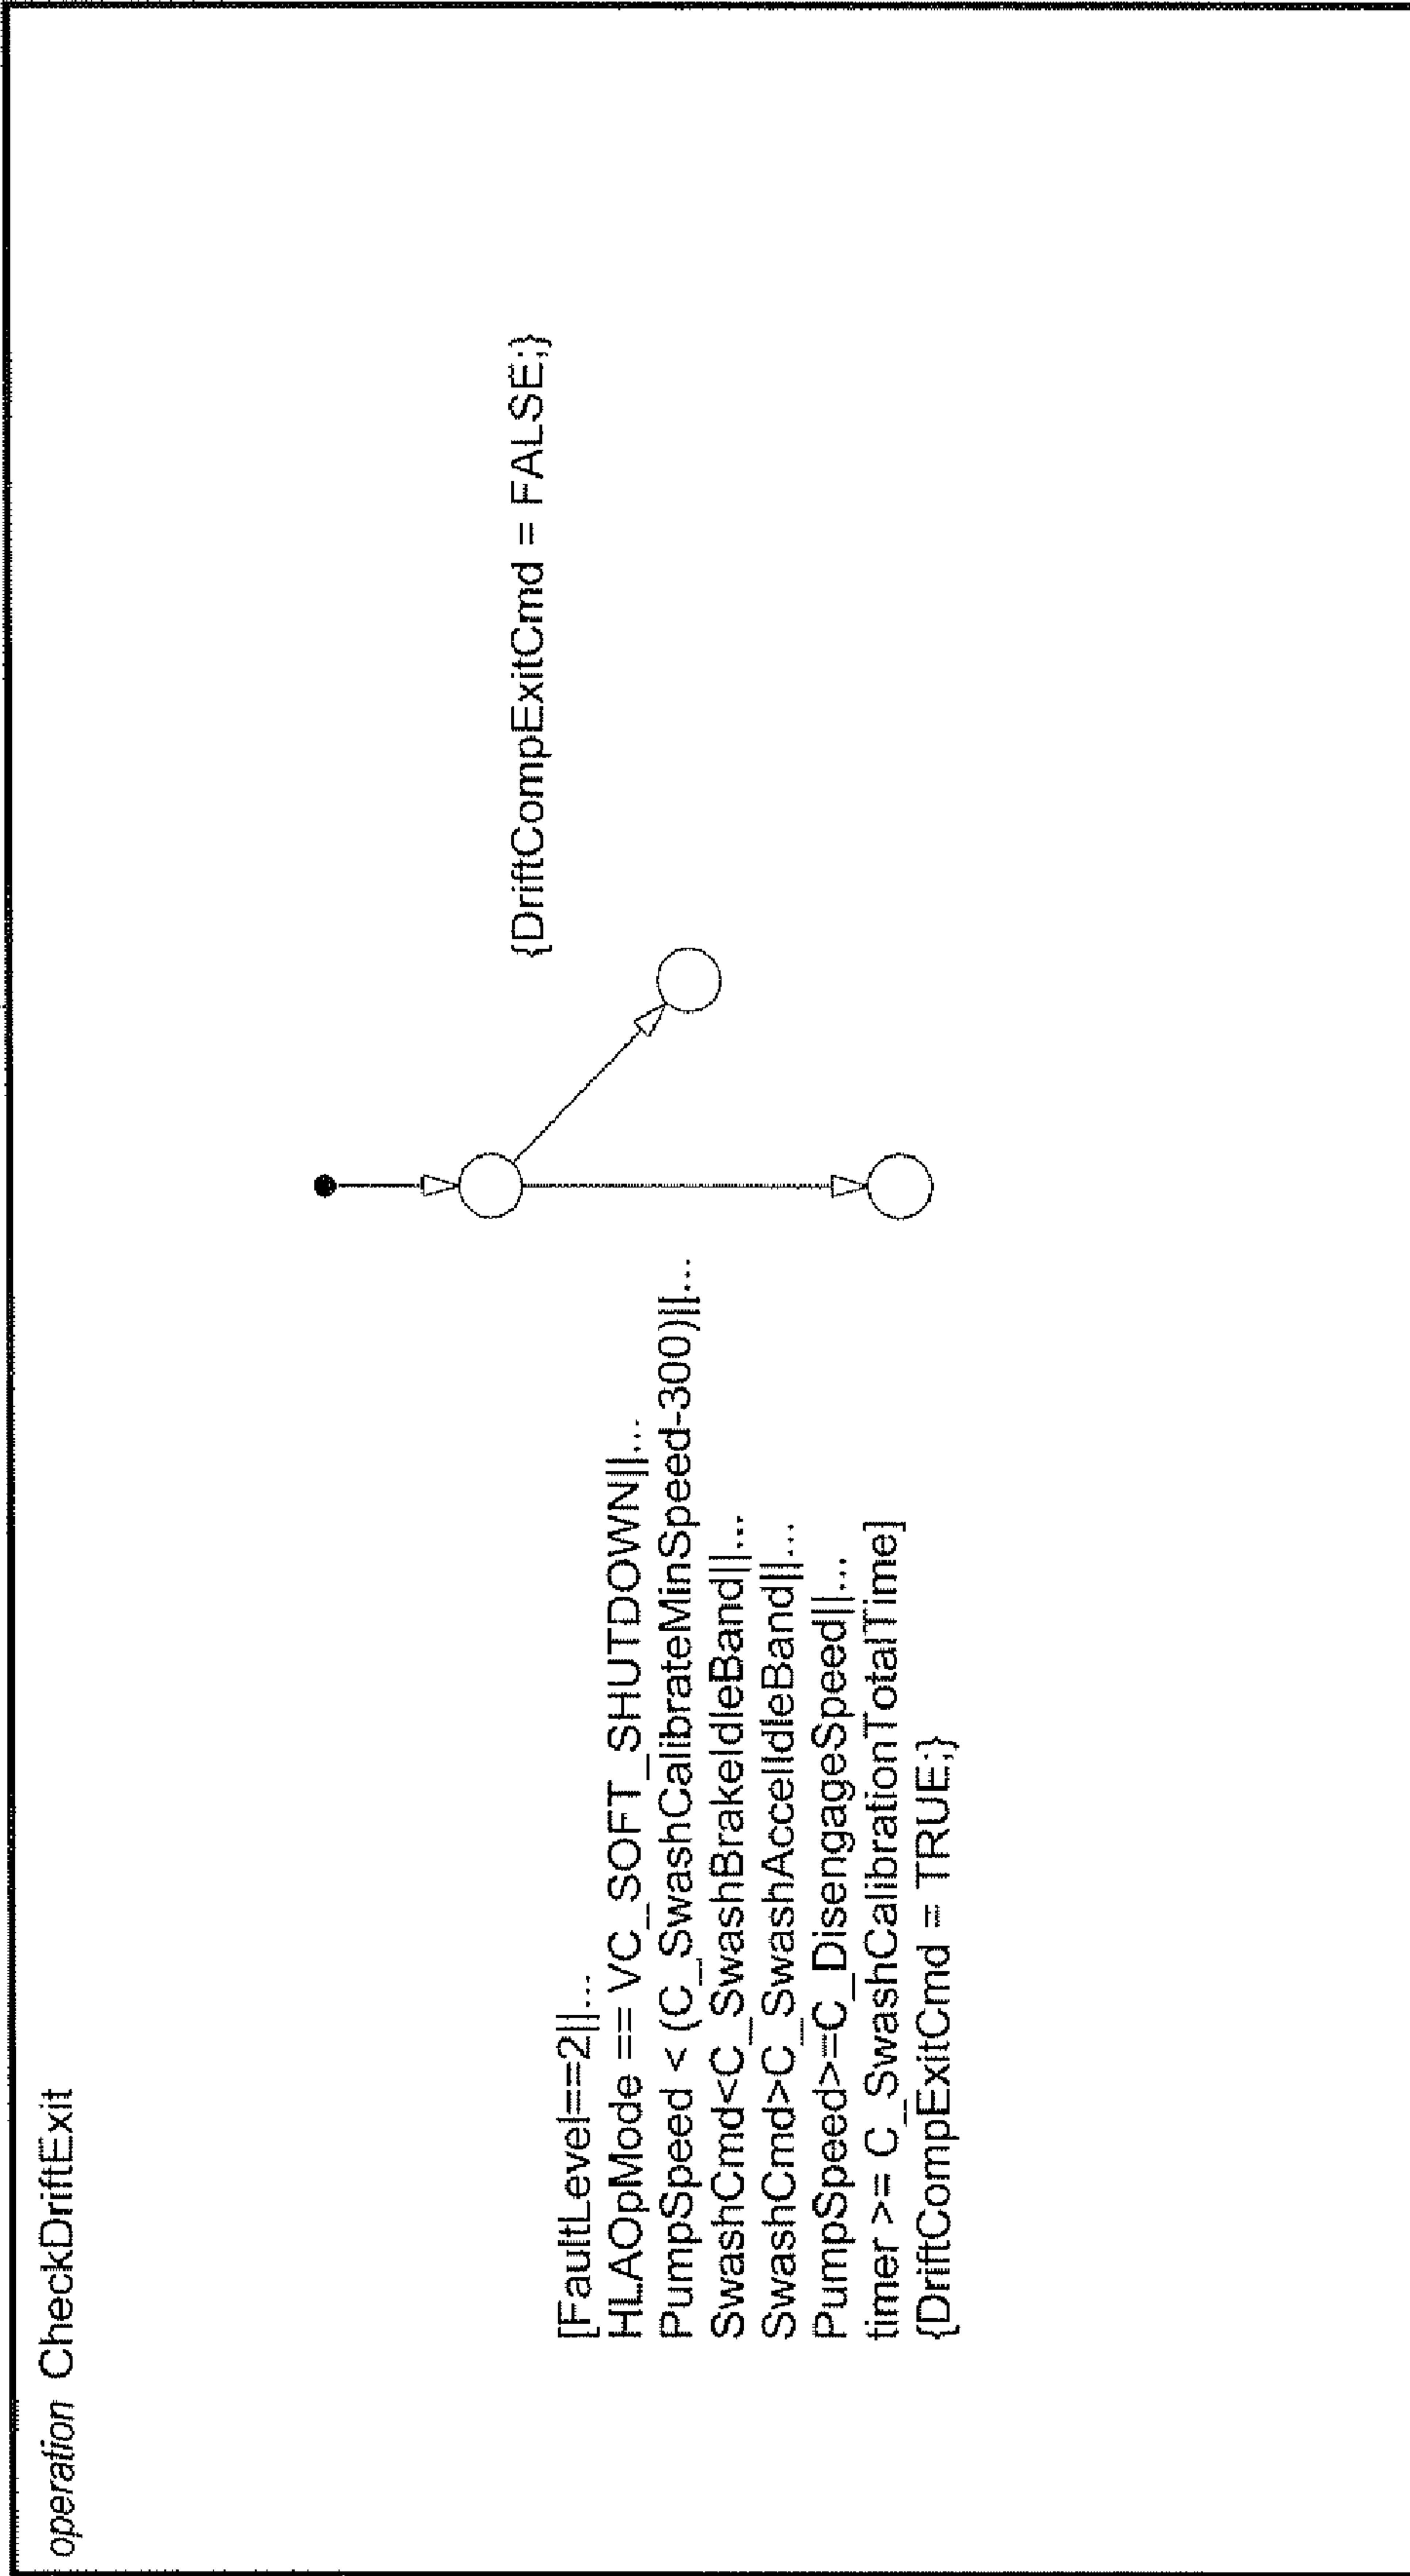 operation CheckDriftExit
{DriftCompExitCmd = FALSE;}
[FaultLevel==2||...
HLAOpMode == VC_SOFT_SHUTDOWN||...
PumpSpeed < (C_SwashCalibrateMinSpeed-300)||...
SwashCmd<C_SwashBrakeIdleBand||...
SwashCmd>C_SwashAccelIdleBand||...
PumpSpeed>=C_DisengageSpeed||...
timer >= C_SwashCalibrationTotalTime]
{DriftCompExitCmd = TRUE;}